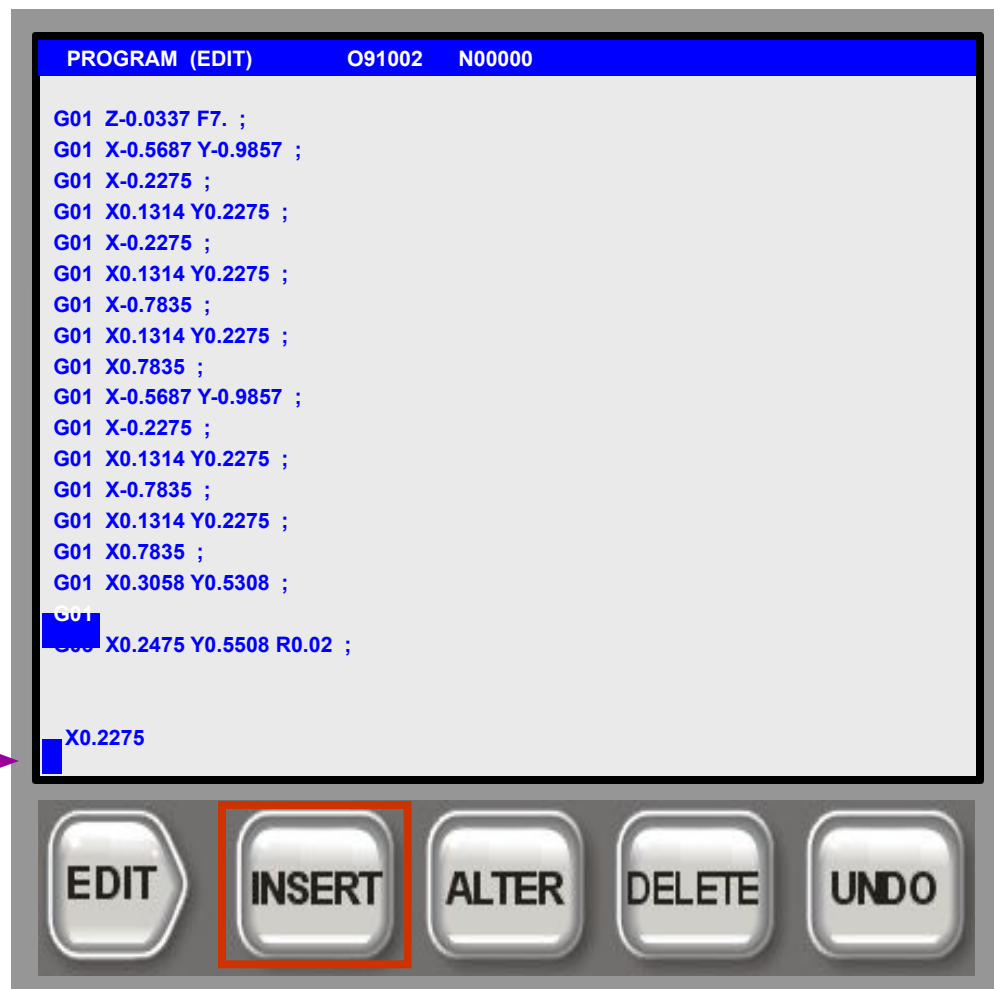 PROGRAM (EDIT) O91002 N00000
G01 Z-0.0337 F7. ;
G01 X-0.5687 Y-0.9857 ;
G01 X-0.2275 ;
G01 X0.1314 Y0.2275 ;
G01 X-0.2275 ;
G01 X0.1314 Y0.2275 ;
G01 X-0.7835 ;
G01 X0.1314 Y0.2275 ;
G01 X0.7835 ;
G01 X-0.5687 Y-0.9857 ;
G01 X-0.2275 ;
G01 X0.1314 Y0.2275 ;
G01 X-0.7835 ;
G01 X0.1314 Y0.2275 ;
G01 X0.7835 ;
G01 X0.3058 Y0.5308 ;
G01
X0.2475 Y0.5508 R0.02 ;
X0.2275
EDIT INSERT ALTER DELETE UNDO